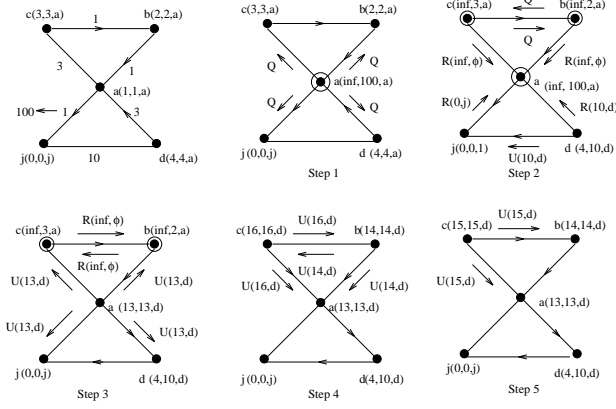 c(3,3,a)
1
b(2,2,a)
3
1
a(1,1,a)
100
1
3
j(0,0,j)
10
d(4,4,a)
c(3,3,a)
b(2,2,a)
Q
Q
a(inf,100, a)
Q
Q
j(0,0,j)
d (4,4,a)
Step 1
c(inf,3,a)
Q
b(inf,2,a)
Q
R(inf,ϕ)
R(inf,ϕ)
a
(inf, 100,a)
R(0,j)
R(10,d)
j(0,0,1)
U(10,d)
d (4,10,d)
Step 2
c(inf,3,a)
R(inf,ϕ)
b(inf,2,a)
R(inf,ϕ)
U(13,d)
U(13,d)
a (13,13,d)
U(13,d)
U(13,d)
j(0,0,j)
d (4,10,d)
Step 3
c(16,16,d)
U(16,d)
b(14,14,d)
U(14,d)
U(16,d)
U(14,d)
a(13,13,d)
j(0,0,j)
d(4,10,d)
Step 4
c(15,15,d)
U(15,d)
b(14,14,d)
U(15,d)
a(13,13,d)
j(0,0,j)
d(4,10,d)
Step 5